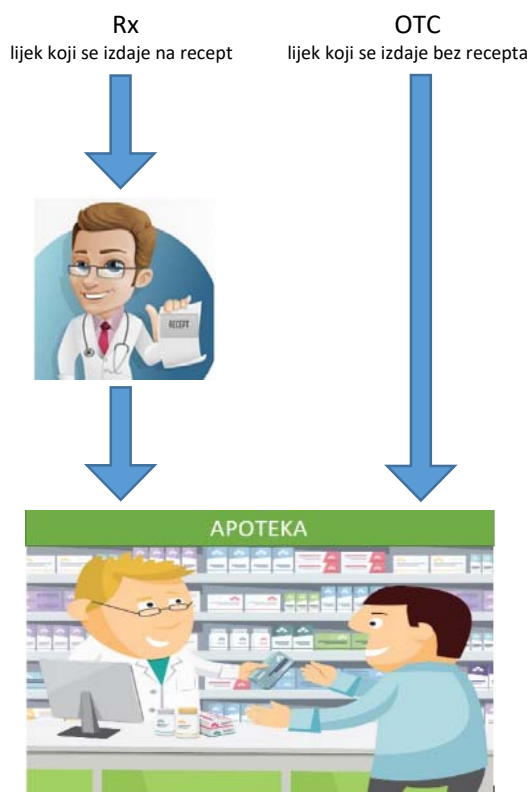 Rx
lijek koji se izdaje na recept
OTC
lijek koji se izdaje bez recepta
RECEPT
APOTEKA